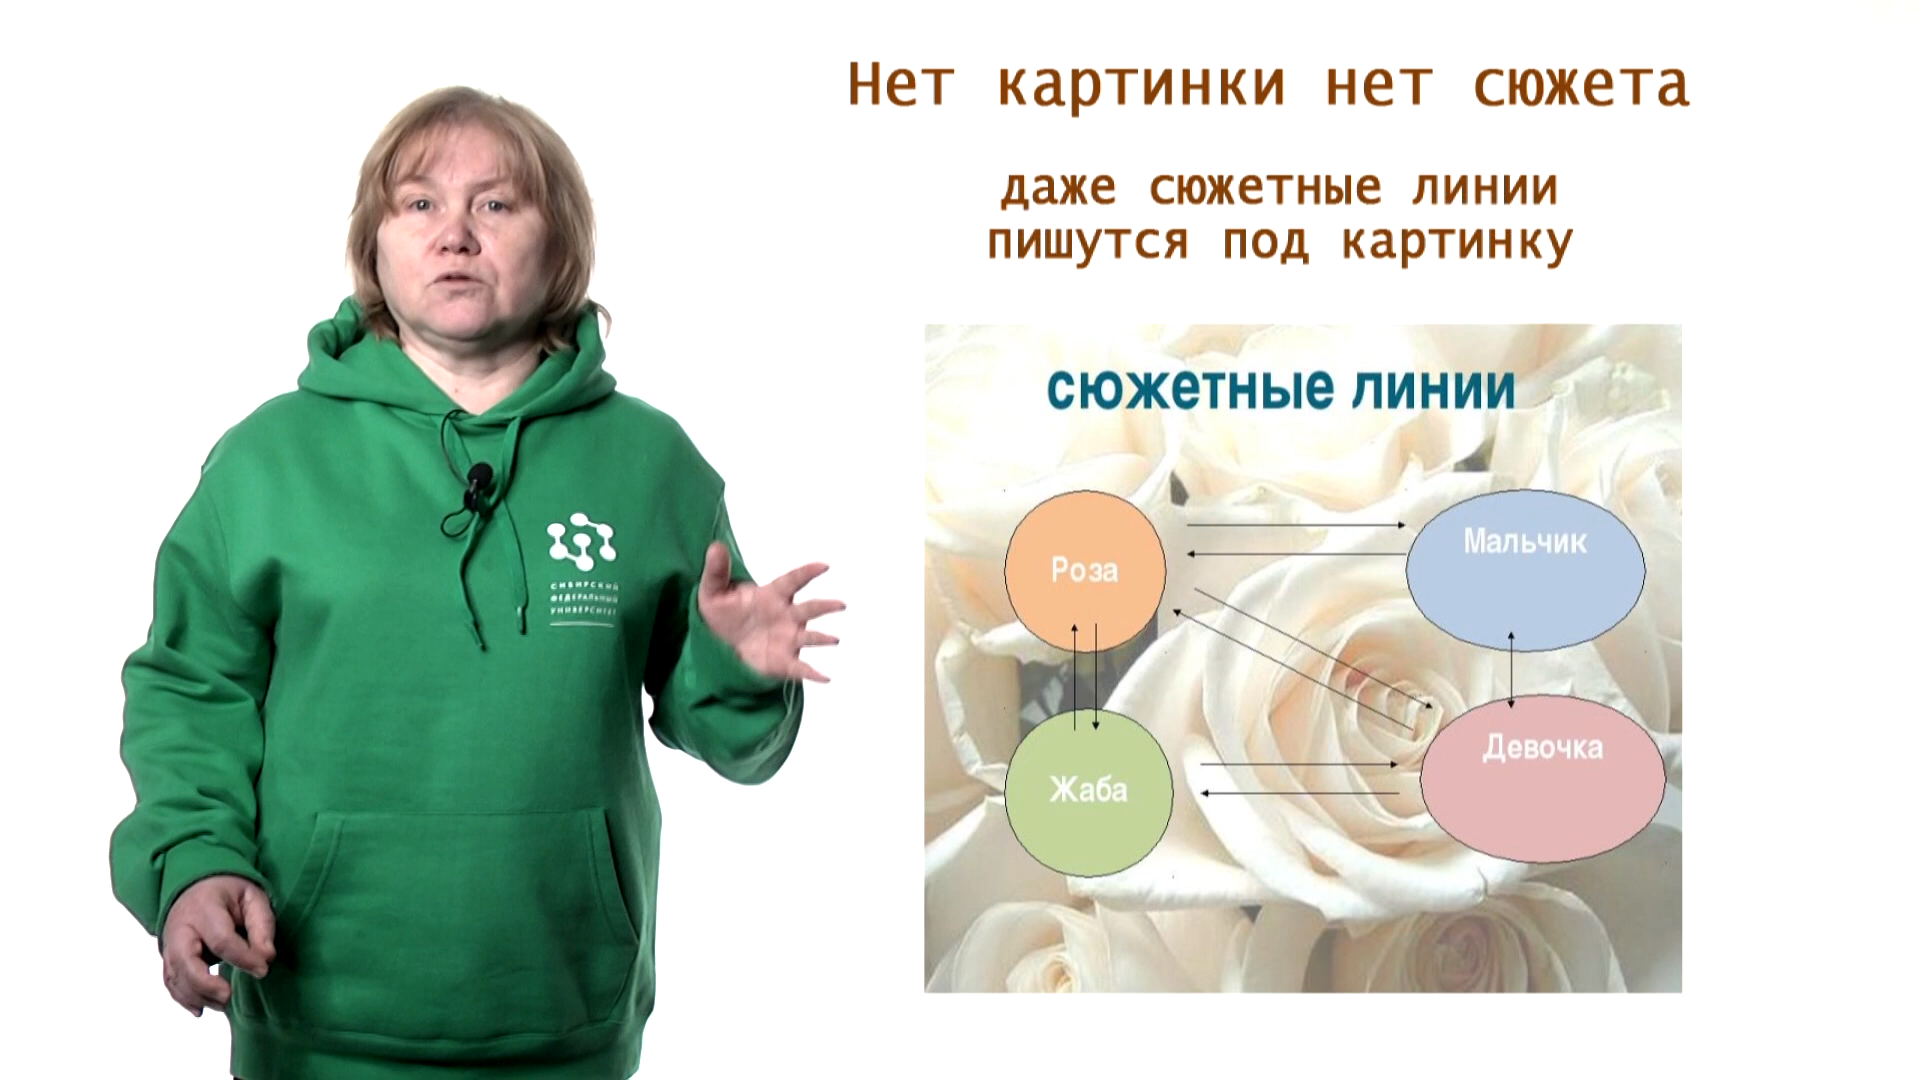 Нет картинки нет сюжета
даже сюжетные линии
пишутся под картинку
сюжетные линии
Роза
Мальчик
Жаба
Девочка
СИБИРСКИЙ
ФЕДЕРАЛЬНЫЙ
УНИВЕРСИТЕТ